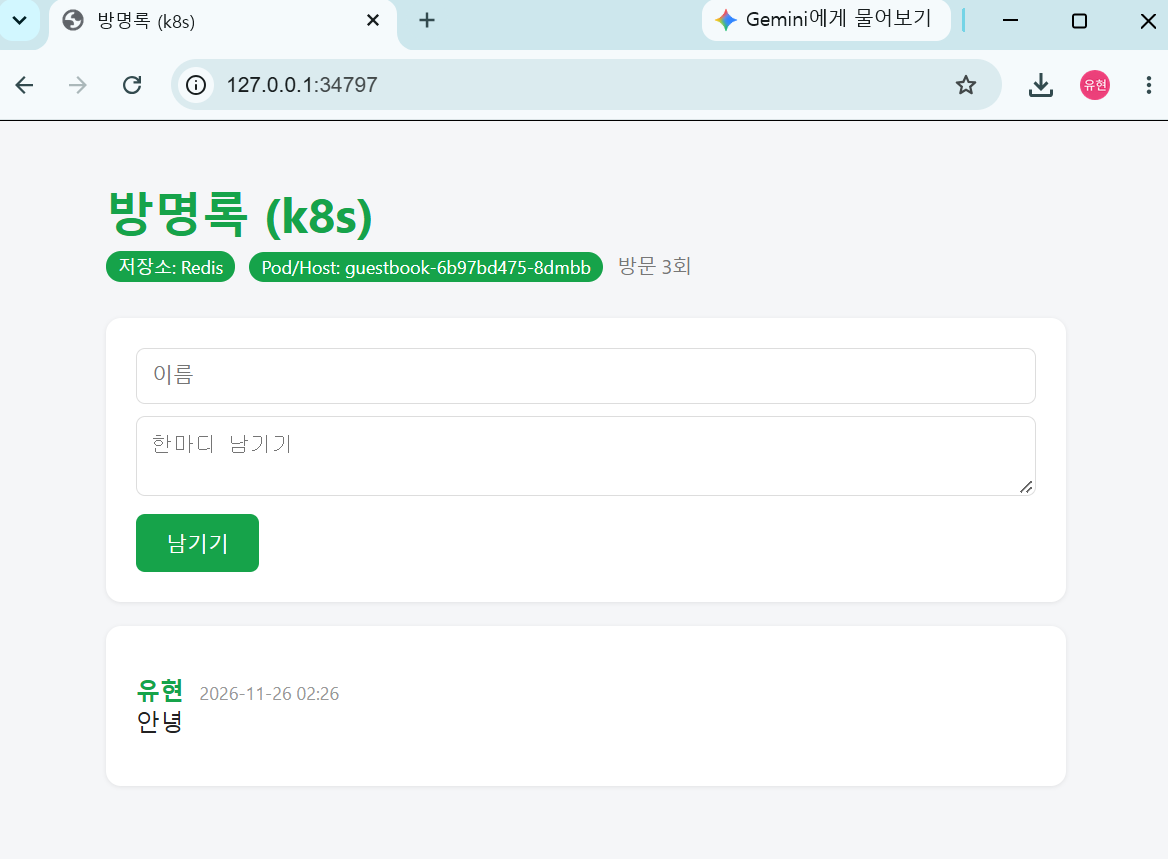 방명록 (k8s)
Gemini에게 물어보기
127.0.0.1:34797
유현
방명록 (k8s)
저장소: Redis Pod/Host: guestbook-6b97bd475-8dmbb 방문 3회
이름
한마디 남기기
남기기
유현 2026-11-26 02:26
안녕